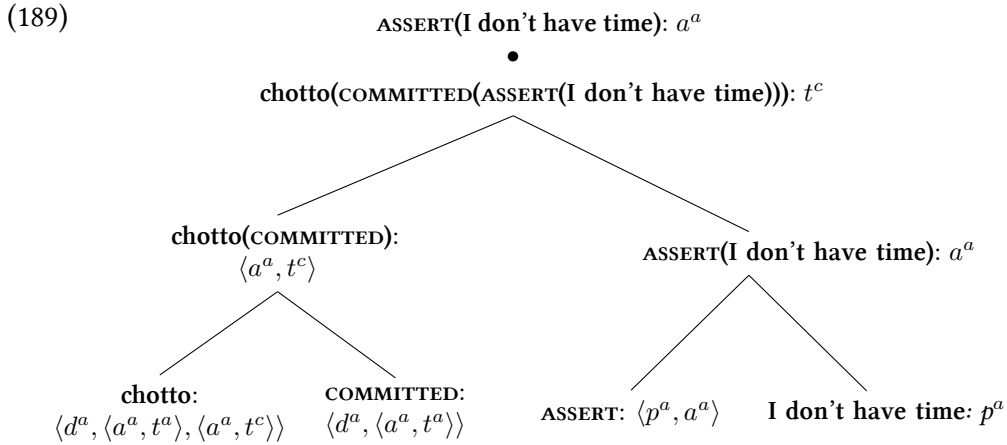 (189)
ASSERT(I don't have time): a^a
•
chotto(COMMITTED(ASSERT(I don't have time))): t^c
chotto(COMMITTED):
⟨a^a, t^c⟩
ASSERT(I don't have time): a^a
chotto:
⟨d^a, ⟨a^a, t^a⟩, ⟨a^a, t^c⟩⟩
COMMITTED:
⟨d^a, ⟨a^a, t^a⟩⟩
ASSERT: ⟨p^a, a^a⟩
I don't have time: p^a